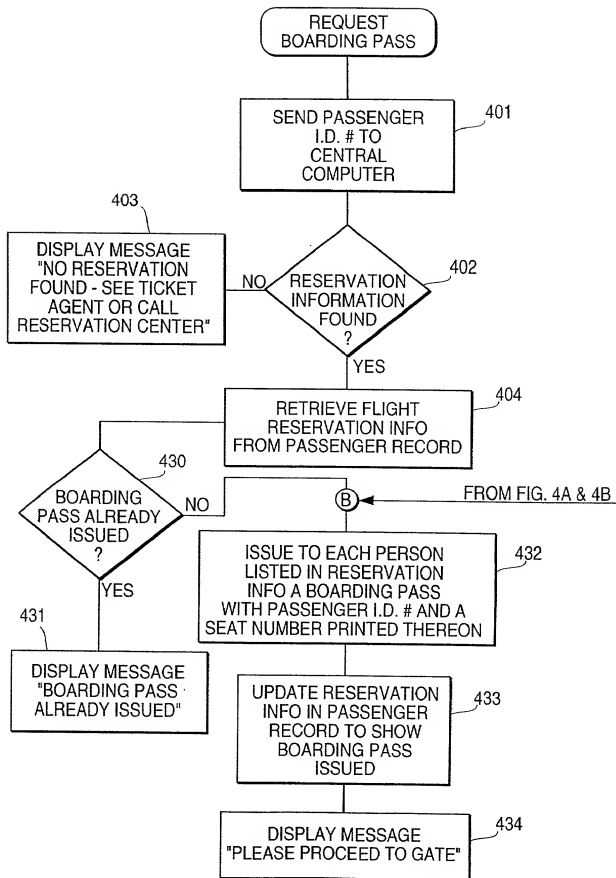 REQUEST
BOARDING PASS
SEND PASSENGER
I.D. # TO
CENTRAL
COMPUTER
401
403
DISPLAY MESSAGE
"NO RESERVATION
FOUND - SEE TICKET
AGENT OR CALL
RESERVATION CENTER"
NO
RESERVATION
INFORMATION
FOUND
?
402
YES
RETRIEVE FLIGHT
RESERVATION INFO
FROM PASSENGER RECORD
404
430
BOARDING
PASS ALREADY
ISSUED
?
NO
B
FROM FIG. 4A & 4B
YES
ISSUE TO EACH PERSON
LISTED IN RESERVATION
INFO A BOARDING PASS
WITH PASSENGER I.D. # AND A
SEAT NUMBER PRINTED THEREON
432
431
DISPLAY MESSAGE
"BOARDING PASS
ALREADY ISSUED"
UPDATE RESERVATION
INFO IN PASSENGER
RECORD TO SHOW
BOARDING PASS
ISSUED
433
DISPLAY MESSAGE
"PLEASE PROCEED TO GATE"
434